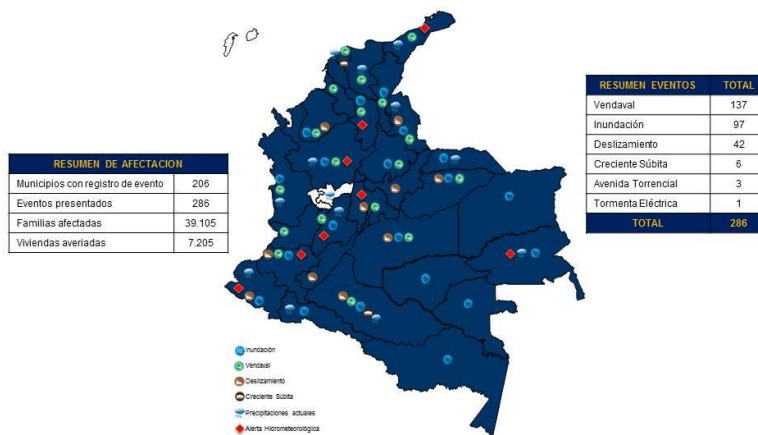 RESUMEN DE AFECTACION
Municipios con registro de evento 206
Eventos presentados 286
Familias afectadas 39.105
Viviendas averiadas 7.205
RESUMEN EVENTOS TOTAL
Vendaval 137
Inundación 97
Deslizamiento 42
Creciente Súbita 6
Avenida Torrencial 3
Tormenta Eléctrica 1
TOTAL 286
Inundación
Vendaval
Deslizamiento
Creciente Súbita
Precipitaciones actuales
Alerta Hidrometeorológica